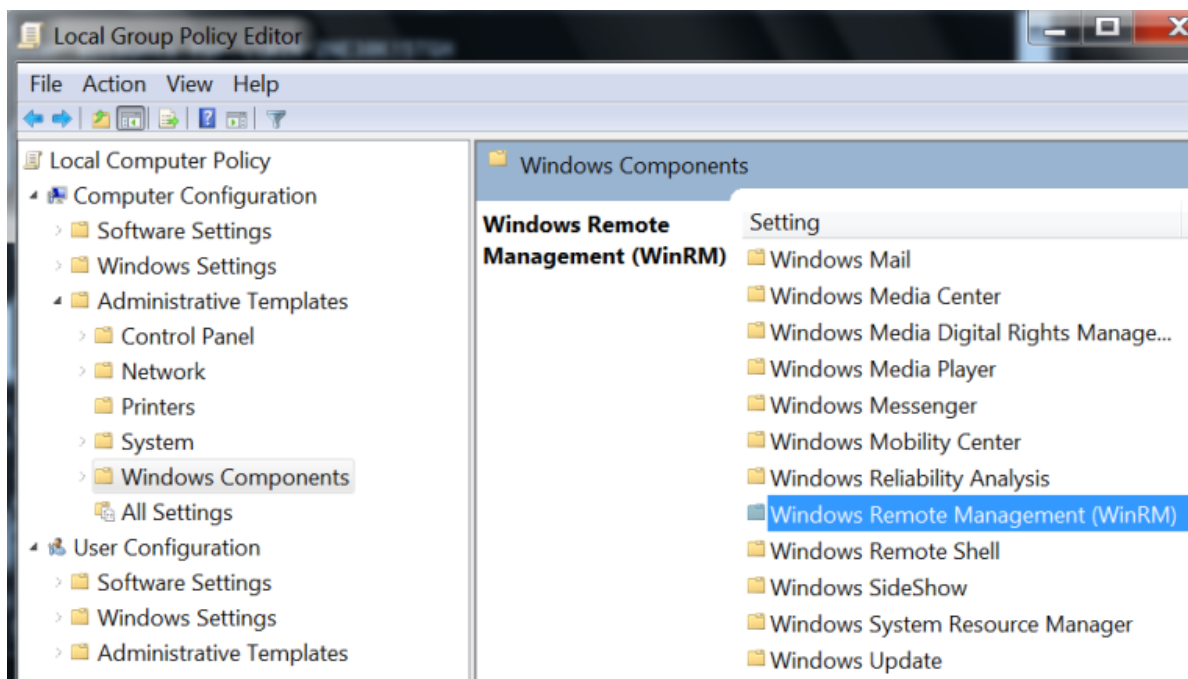 Local Group Policy Editor
File Action View Help
Local Computer Policy
Computer Configuration
Software Settings
Windows Settings
Administrative Templates
Control Panel
Network
Printers
System
Windows Components
All Settings
User Configuration
Software Settings
Windows Settings
Administrative Templates
Windows Components
Windows Remote
Management (WinRM)
Setting
Windows Mail
Windows Media Center
Windows Media Digital Rights Manage...
Windows Media Player
Windows Messenger
Windows Mobility Center
Windows Reliability Analysis
Windows Remote Management (WinRM)
Windows Remote Shell
Windows SideShow
Windows System Resource Manager
Windows Update